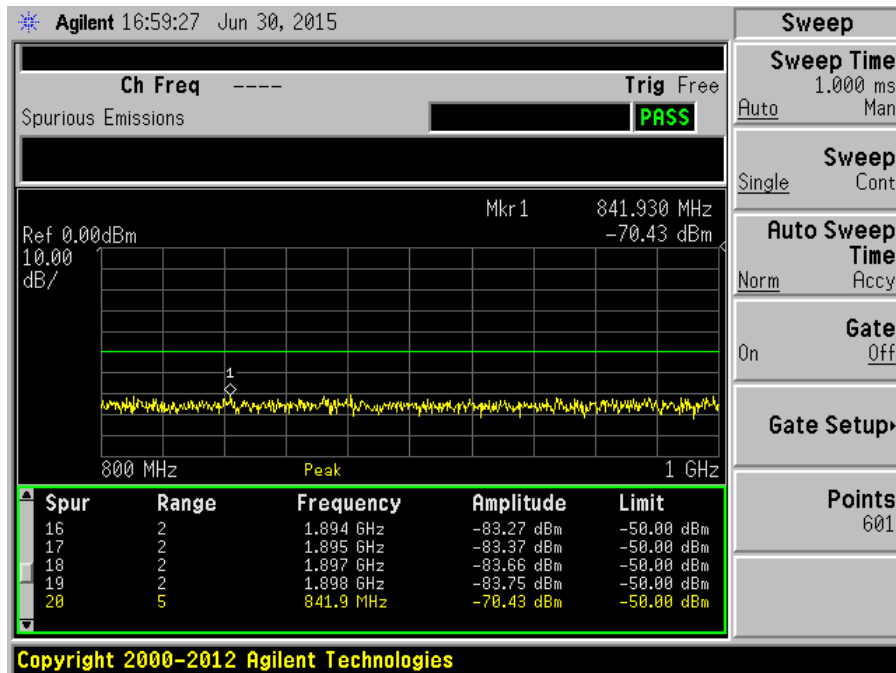 Agilent 16:59:27 Jun 30, 2015
Sweep
Ch Freq ----
Trig Free
Spurious Emissions
PASS
Mkr1 841.930 MHz
Ref 0.00dBm
-70.43 dBm
10.00
dB/
1
800 MHz
Peak
1 GHz
Spur Range Frequency Amplitude Limit
16 2 1.894 GHz -83.27 dBm -50.00 dBm
17 2 1.895 GHz -83.37 dBm -50.00 dBm
18 2 1.897 GHz -83.66 dBm -50.00 dBm
19 2 1.898 GHz -83.75 dBm -50.00 dBm
20 5 841.9 MHz -70.43 dBm -50.00 dBm
Sweep Time
1.000 ms
Auto Man
Sweep
Single Cont
Auto Sweep
Time
Norm Accy
Gate
On Off
Gate Setup
Points
601
Copyright 2000-2012 Agilent Technologies